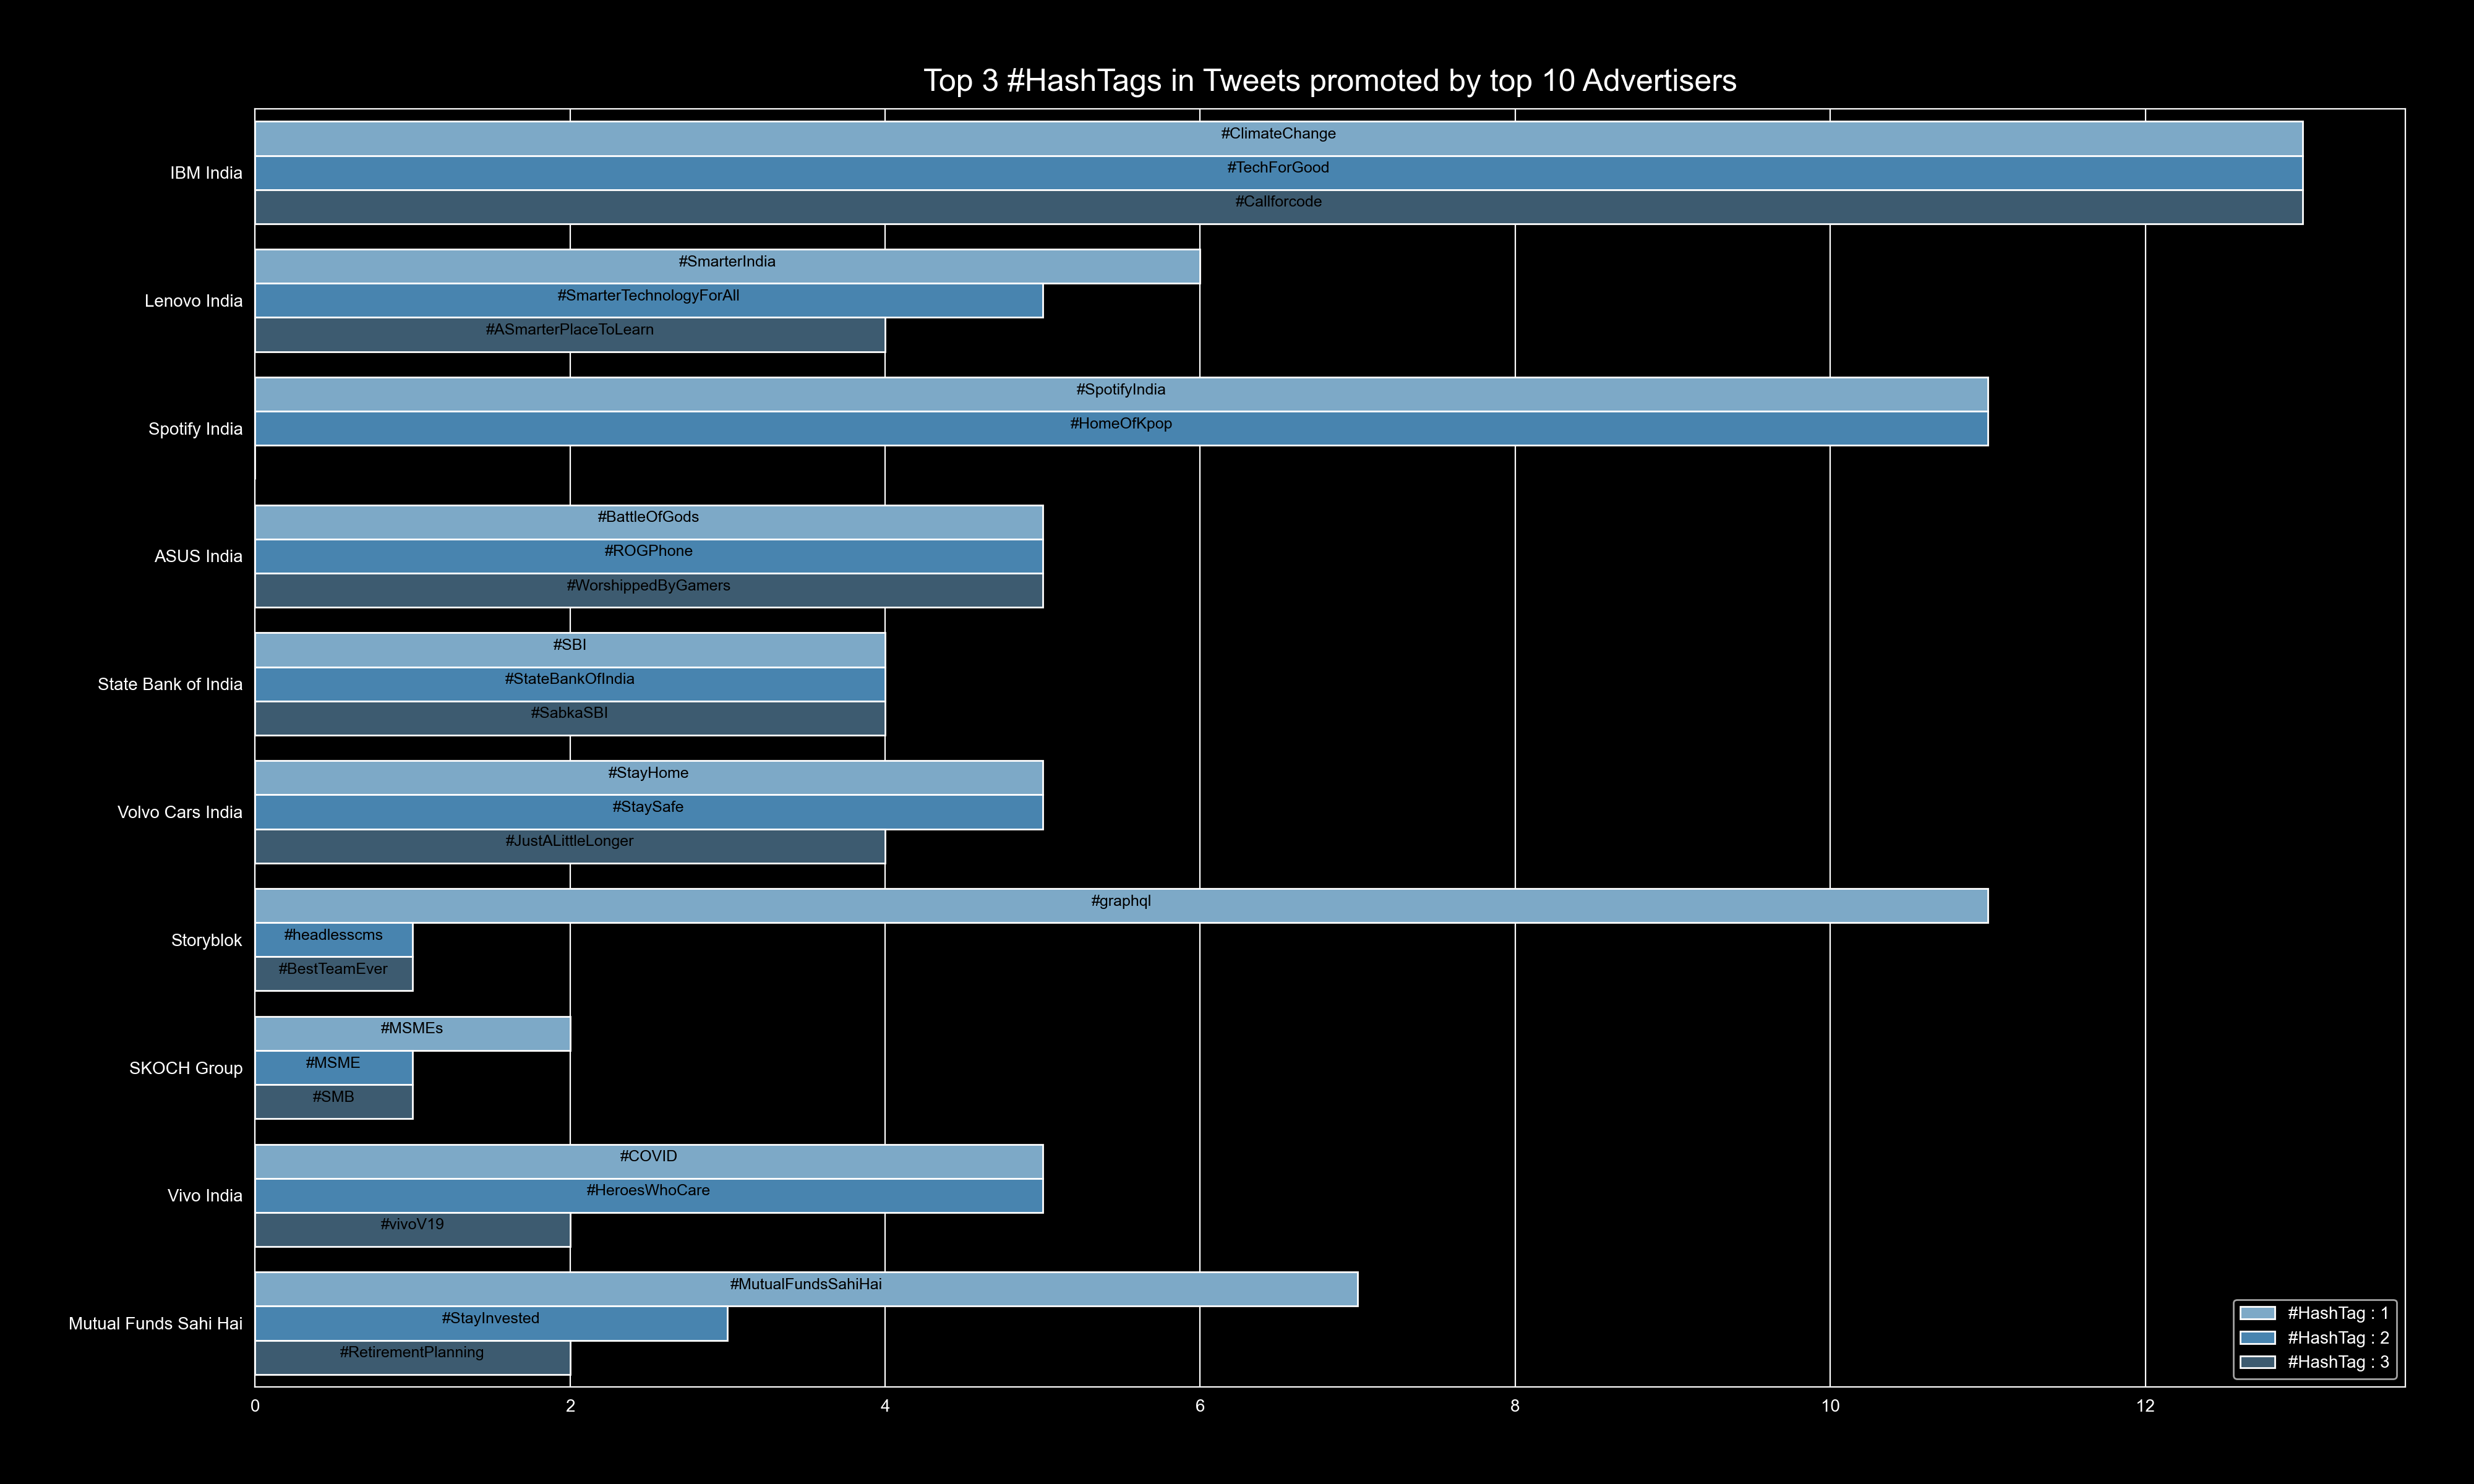 Top 3 #HashTags in Tweets promoted by top 10 Advertisers
IBM India
#ClimateChange
#TechForGood
#Callforcode
Lenovo India
#SmarterIndia
#SmarterTechnologyForAll
#ASmarterPlaceToLearn
Spotify India
#SpotifyIndia
#HomeOfKpop
ASUS India
#BattleOfGods
#ROGPhone
#WorshippedByGamers
State Bank of India
#SBI
#StateBankOfIndia
#SabkaSBI
Volvo Cars India
#StayHome
#StaySafe
#JustALittleLonger
Storyblok
#graphql
#headlesscms
#BestTeamEver
SKOCH Group
#MSMEs
#MSME
#SMB
Vivo India
#COVID
#HeroesWhoCare
#vivoV19
Mutual Funds Sahi Hai
#MutualFundsSahiHai
#StayInvested
#RetirementPlanning
#HashTag : 1
#HashTag : 2
#HashTag : 3
0 2 4 6 8 10 12